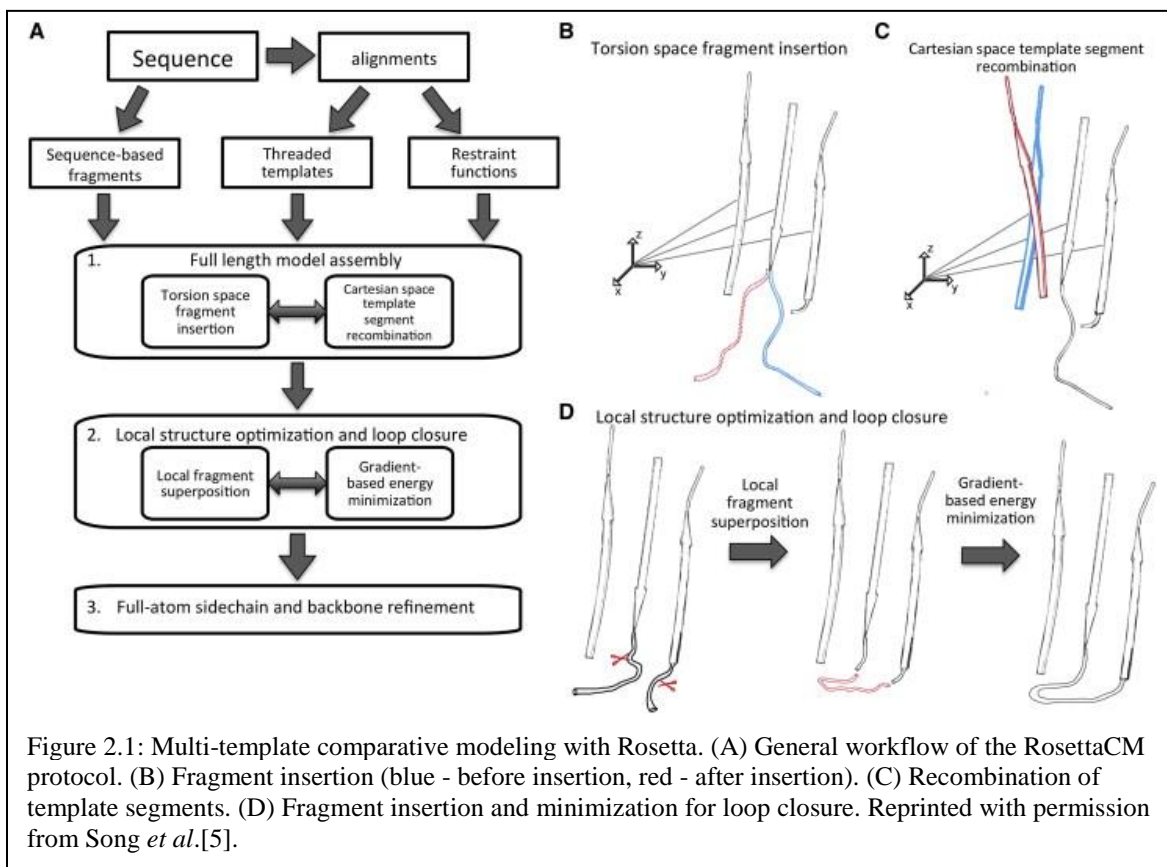 A
Sequence
alignments
Sequence-based
fragments
Threaded
templates
Restraint
functions
1. Full length model assembly
Torsion space
fragment
insertion
Cartesian space
template
segment
recombination
2. Local structure optimization and loop closure
Local fragment
superposition
Gradient-
based energy
minimization
3. Full-atom sidechain and backbone refinement
B
Torsion space fragment insertion
z
y
x
C
Cartesian space template segment
recombination
z
y
x
D
Local structure optimization and loop closure
Local
fragment
superposition
Gradient-
based energy
minimization
Figure 2.1: Multi-template comparative modeling with Rosetta. (A) General workflow of the RosettaCM
protocol. (B) Fragment insertion (blue - before insertion, red - after insertion). (C) Recombination of
template segments. (D) Fragment insertion and minimization for loop closure. Reprinted with permission
from Song et al.[5].